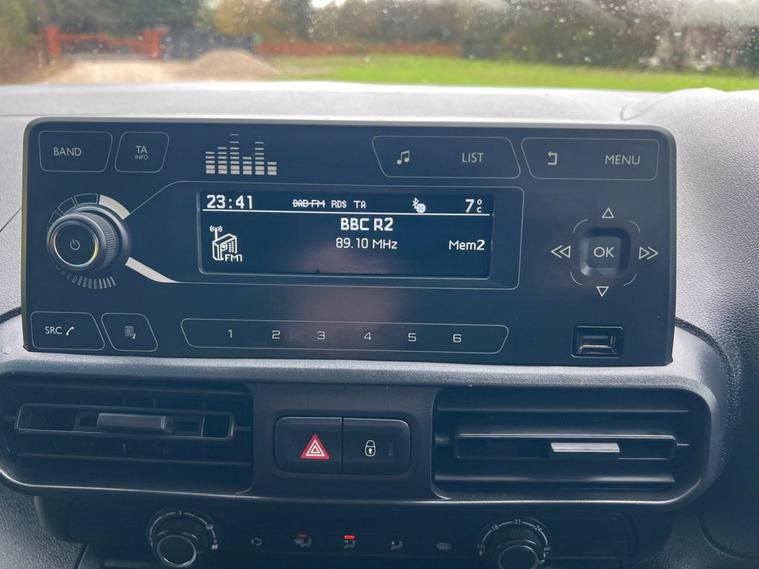 BAND TA INFO LIST MENU
23:41 DAB-FM RDS TA 7°C
BBC R2
89.10 MHz Mem2
FM1
OK
SRC
1 2 3 4 5 6